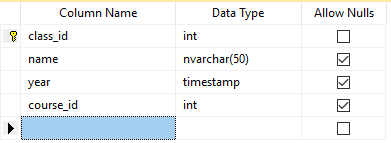 Column Name Data Type Allow Nulls
class_id int
name nvarchar(50)
year timestamp
course_id int